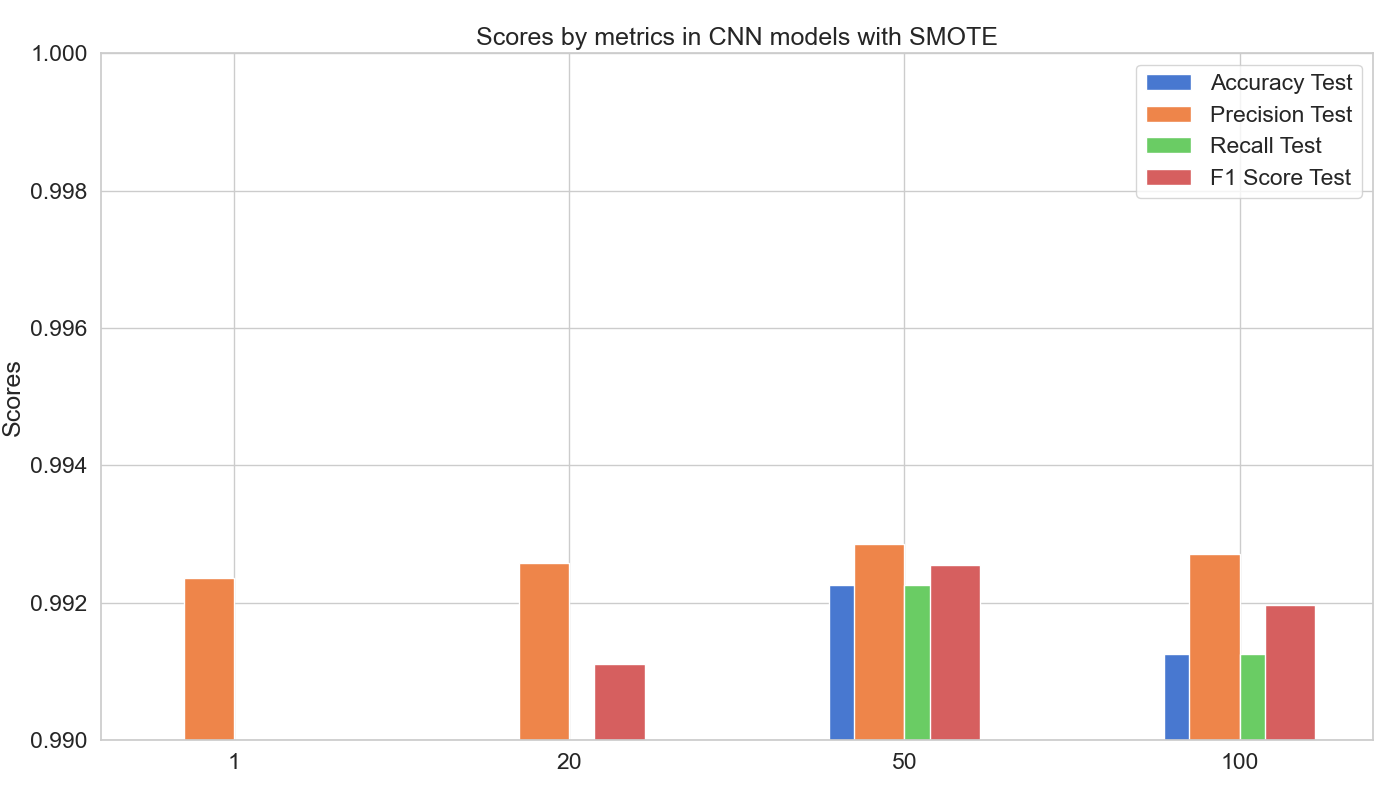 Scores by metrics in CNN models with SMOTE
1.000
0.998
0.996
0.994
0.992
0.990
Scores
Accuracy Test
Precision Test
Recall Test
F1 Score Test
1
20
50
100